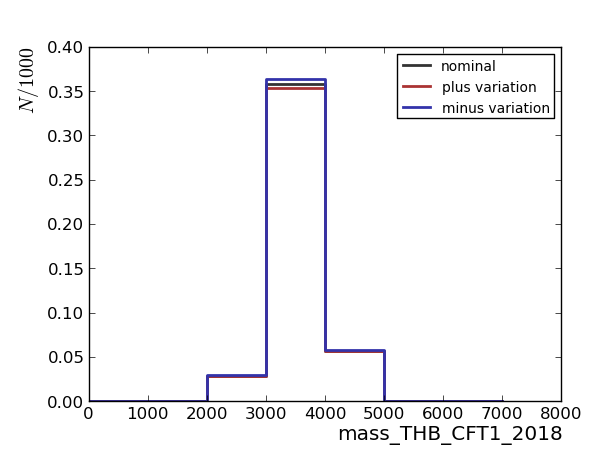 N/1000
0.40
0.35
0.30
0.25
0.20
0.15
0.10
0.05
0.00
nominal
plus variation
minus variation
0 1000 2000 3000 4000 5000 6000 7000 8000
mass_THB_CFT1_2018